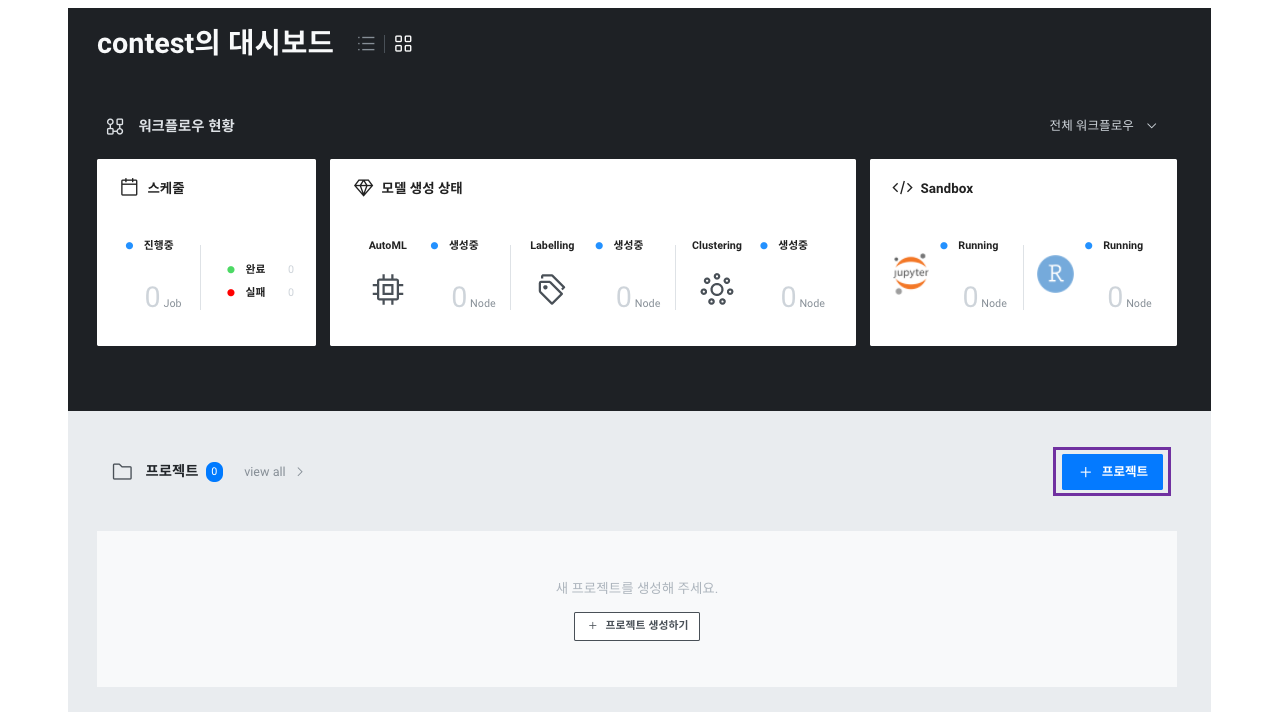 contest의 대시보드
워크플로우 현황
전체 워크플로우
스케줄
진행중
0 Job
완료 0
실패 0
모델 생성 상태
AutoML 생성중
0 Node
Labelling 생성중
0 Node
Clustering 생성중
0 Node
Sandbox
jupyter
Running
0 Node
R
Running
0 Node
프로젝트 0 view all
+ 프로젝트
새 프로젝트를 생성해 주세요.
+ 프로젝트 생성하기